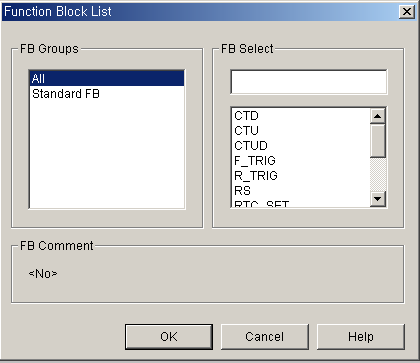 Function Block List
FB Groups
All
Standard FB
FB Select
CTD
CTU
CTUD
F_TRIG
R_TRIG
RS
RTC_SET
FB Comment
<No>
OK
Cancel
Help